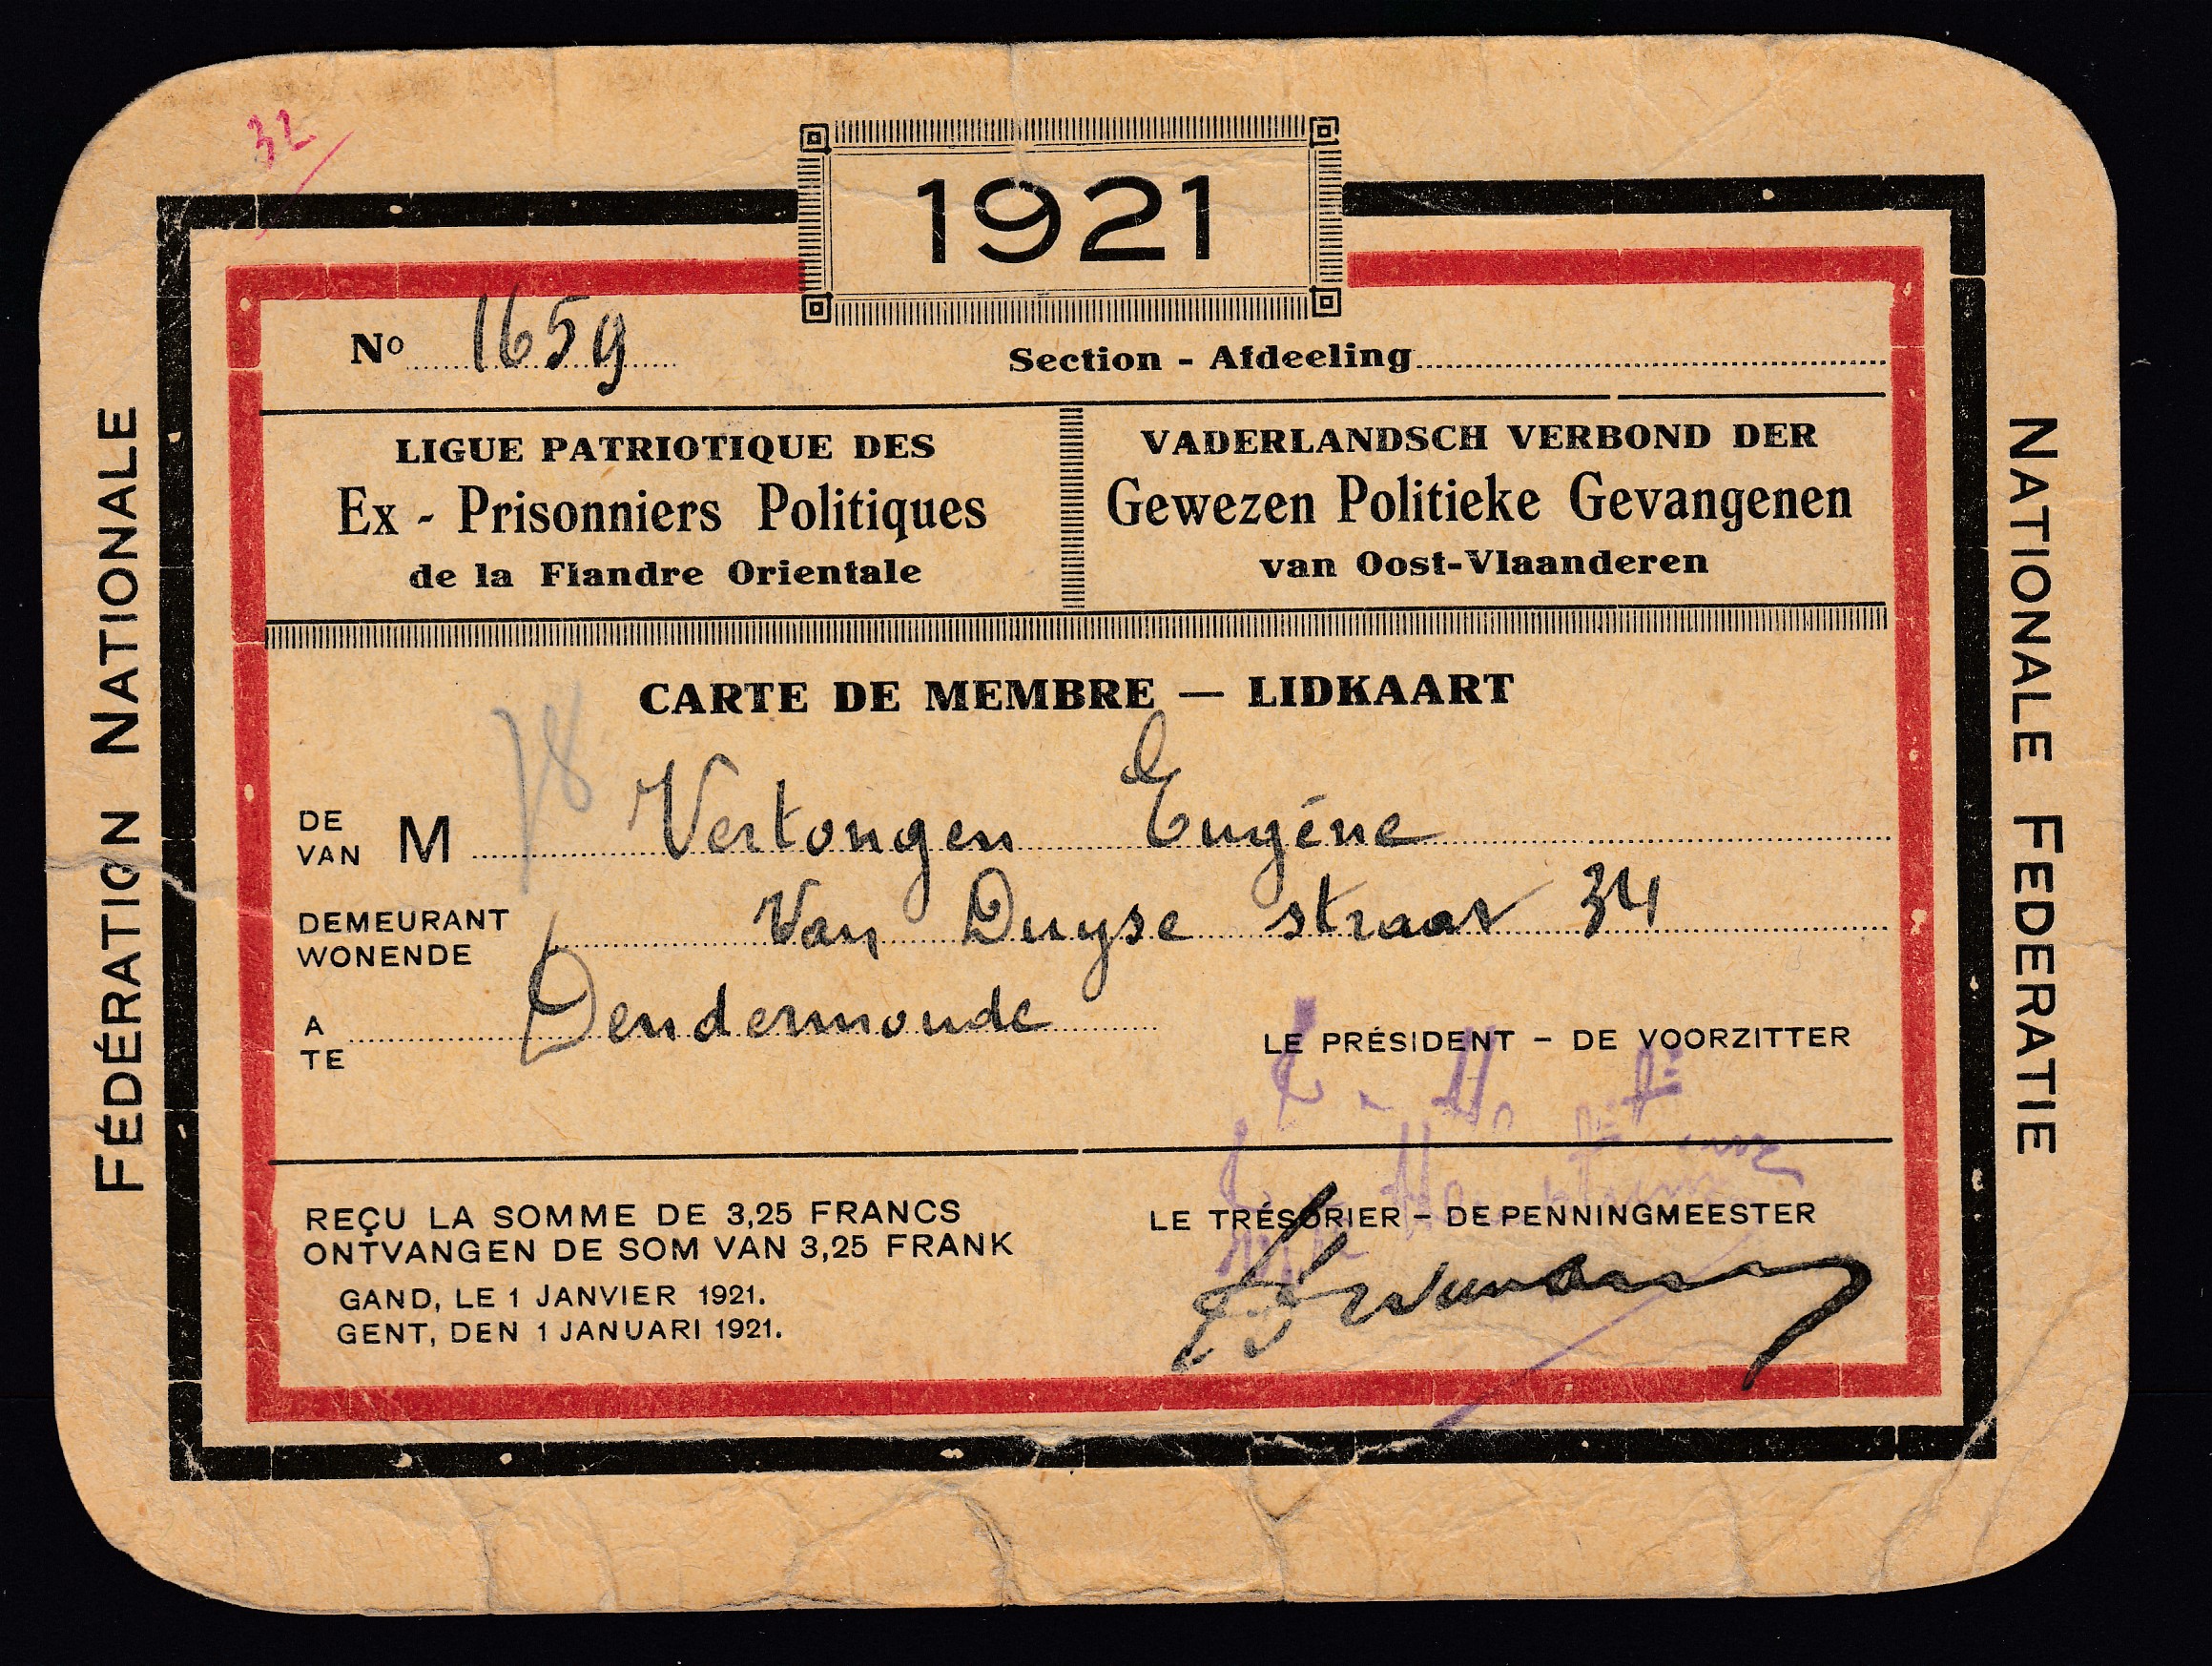 32
1921
No 1659
Section - Afdeeling
LIGUE PATRIOTIQUE DES
Ex - Prisonniers Politiques
de la Flandre Orientale
VADERLANDSCH VERBOND DER
Gewezen Politieke Gevangenen
van Oost-Vlaanderen
CARTE DE MEMBRE — LIDKAART
78
DE
VAN M Vertongen Eugéne
DEMEURANT
WONENDE Van Duyse straat 34
A
TE Dendermonde
LE PRÉSIDENT - DE VOORZITTER
REÇU LA SOMME DE 3,25 FRANCS
ONTVANGEN DE SOM VAN 3,25 FRANK
GAND, LE 1 JANVIER 1921.
GENT, DEN 1 JANUARI 1921.
LE TRÉSORIER - DE PENNINGMEESTER
FÉDÉRATION NATIONALE
NATIONALE FEDERATIE